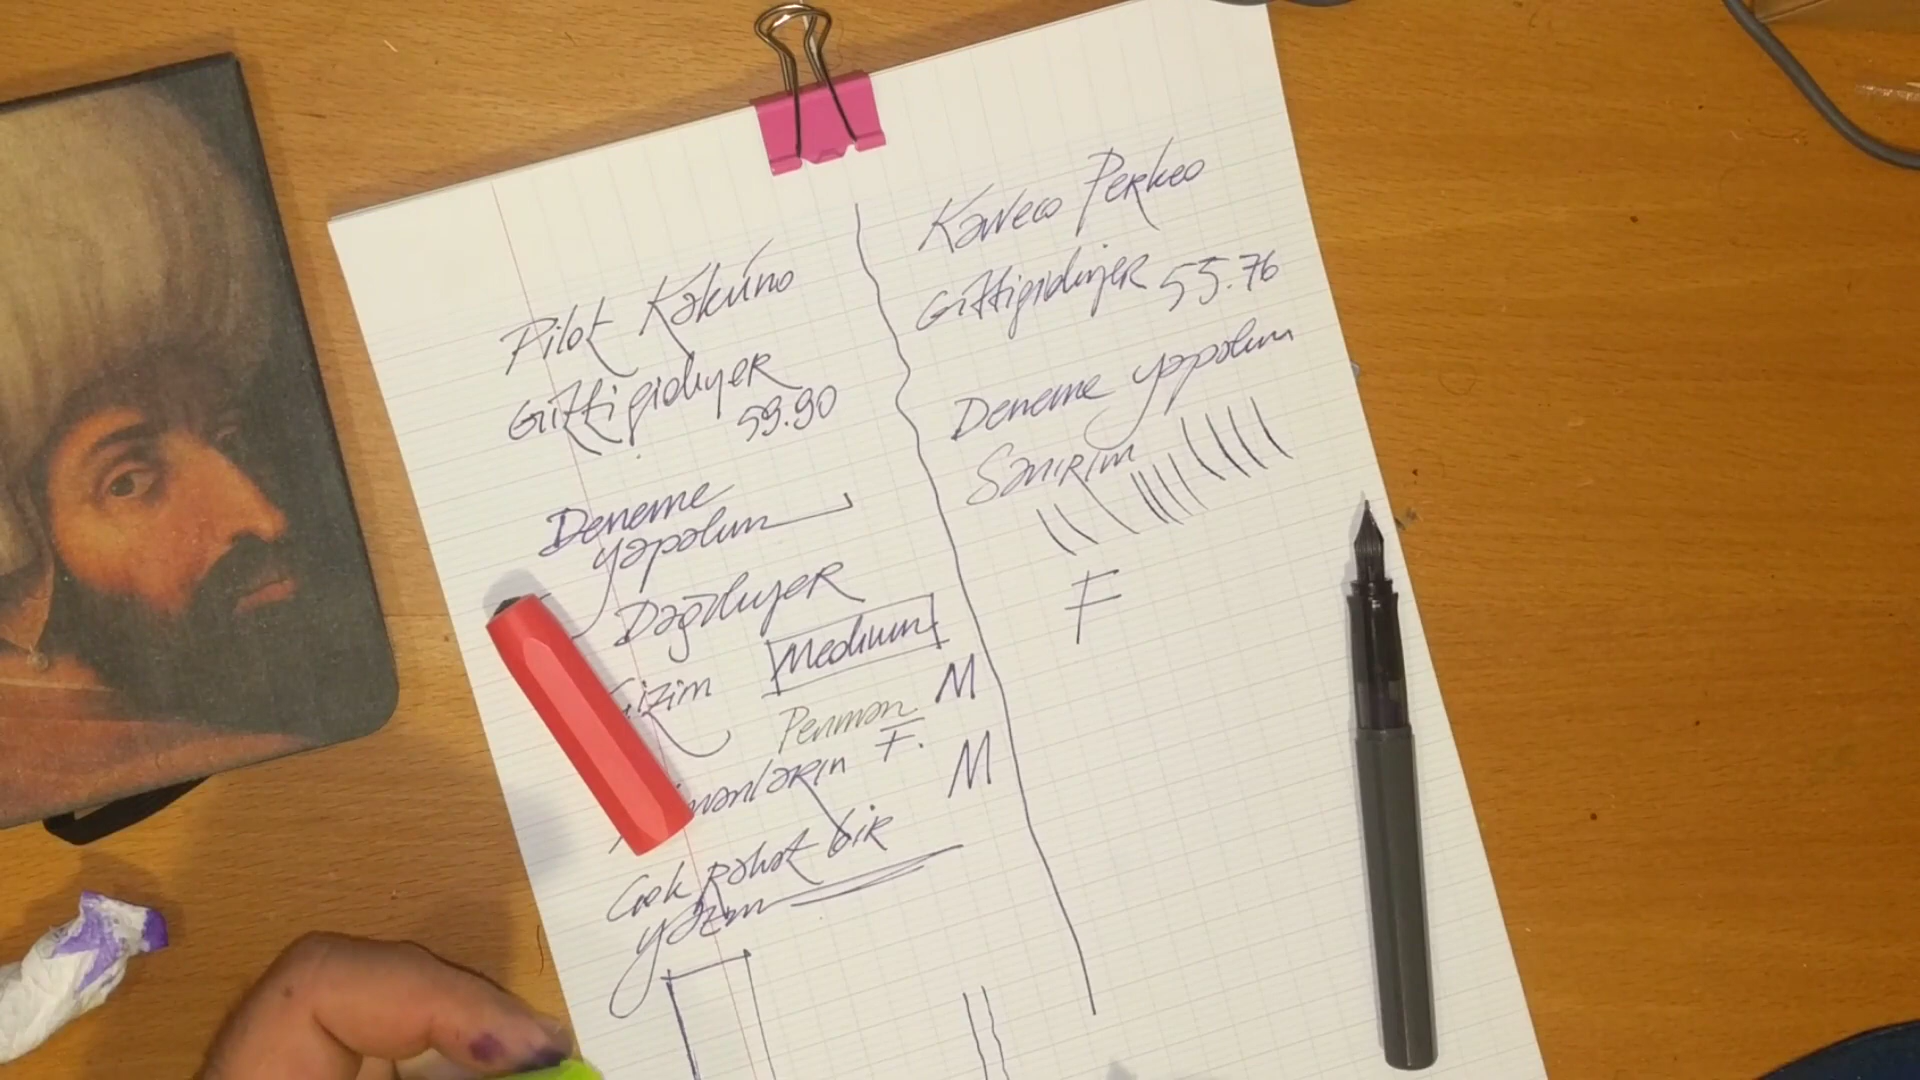 Pilot Kaküno
Gittigidiyor
59.90
Deneme
yapalım
Dağılıyor
Medium
Çizim
M
Penman
F.
M
Çok rahat bir
yazım
Kaweco Perkeo
Gittigidiyor 55.76
Deneme yapalım
Sanırım
F